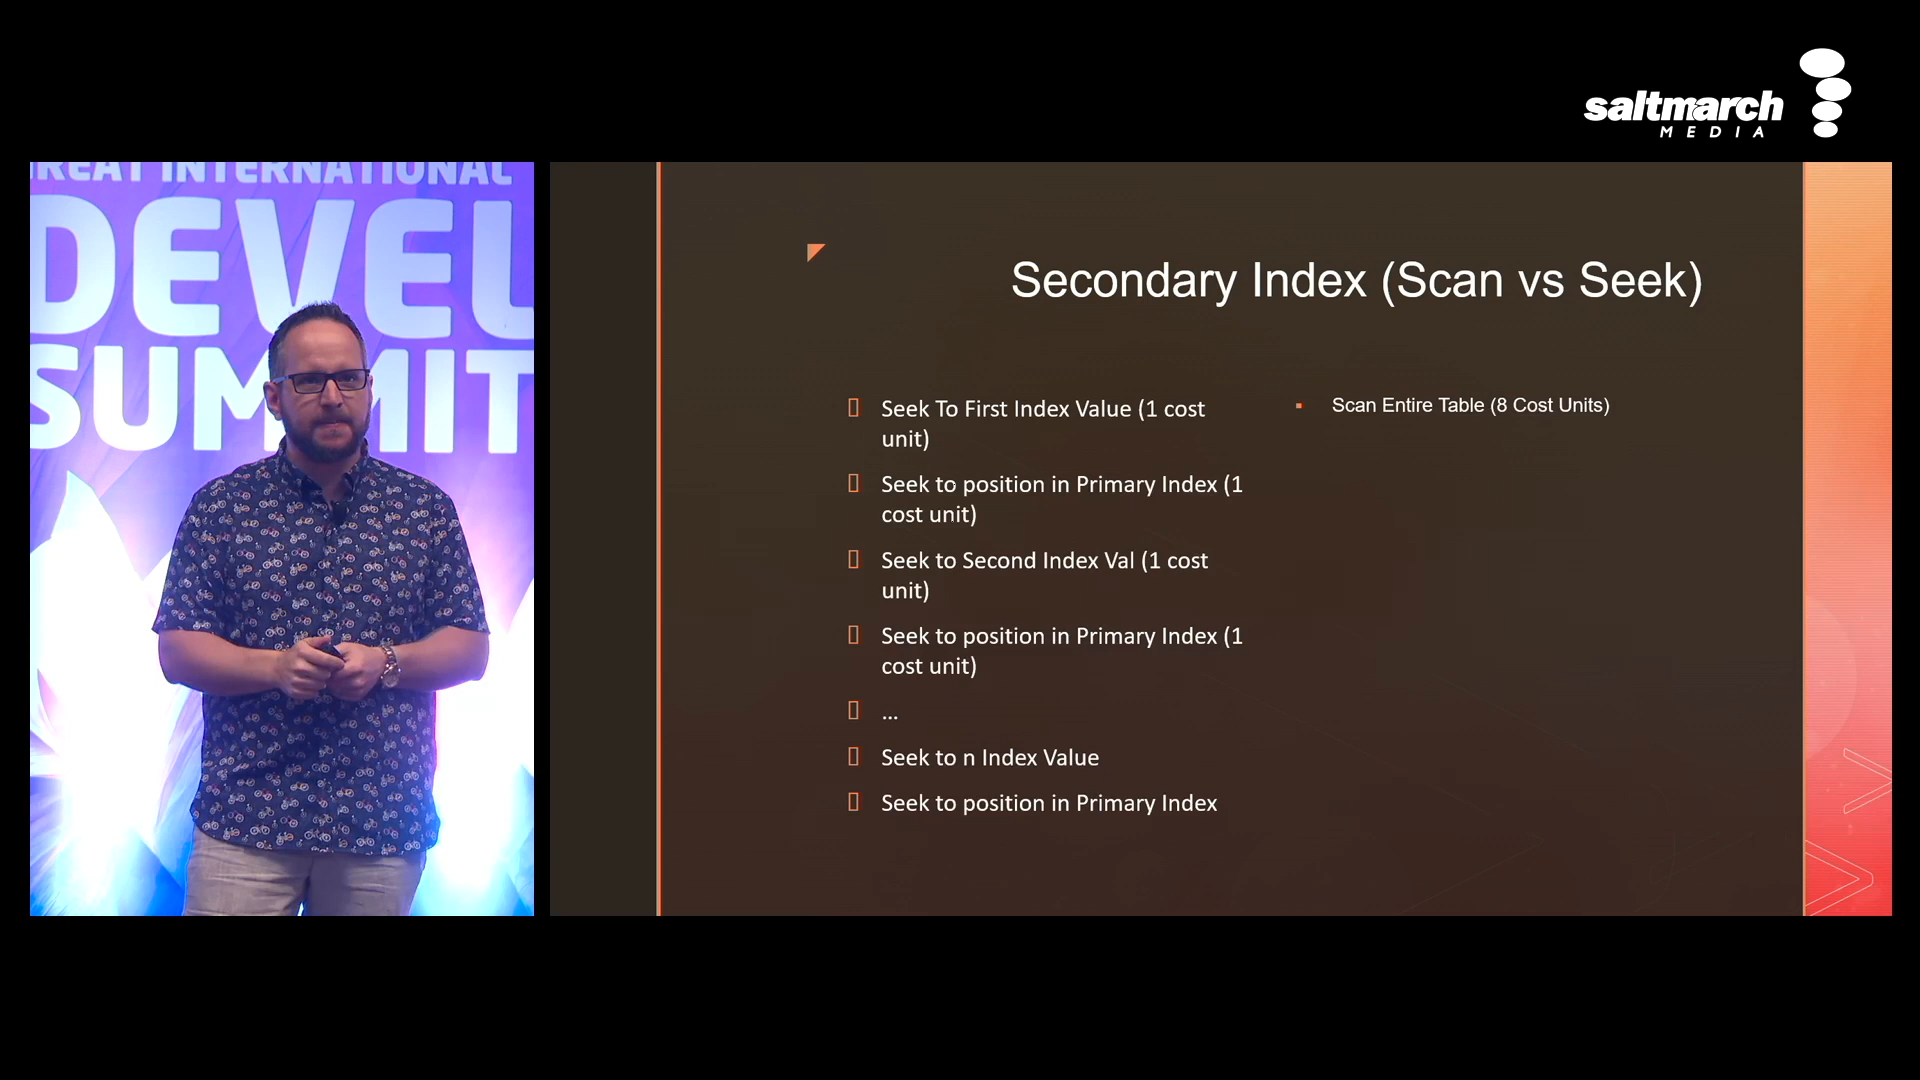 saltmarch
MEDIA
GREAT INTERNATIONAL
DEVEL
SUMMIT
Secondary Index (Scan vs Seek)
Seek To First Index Value (1 cost
unit)
Seek to position in Primary Index (1
cost unit)
Seek to Second Index Val (1 cost
unit)
Seek to position in Primary Index (1
cost unit)
...
Seek to n Index Value
Seek to position in Primary Index
Scan Entire Table (8 Cost Units)